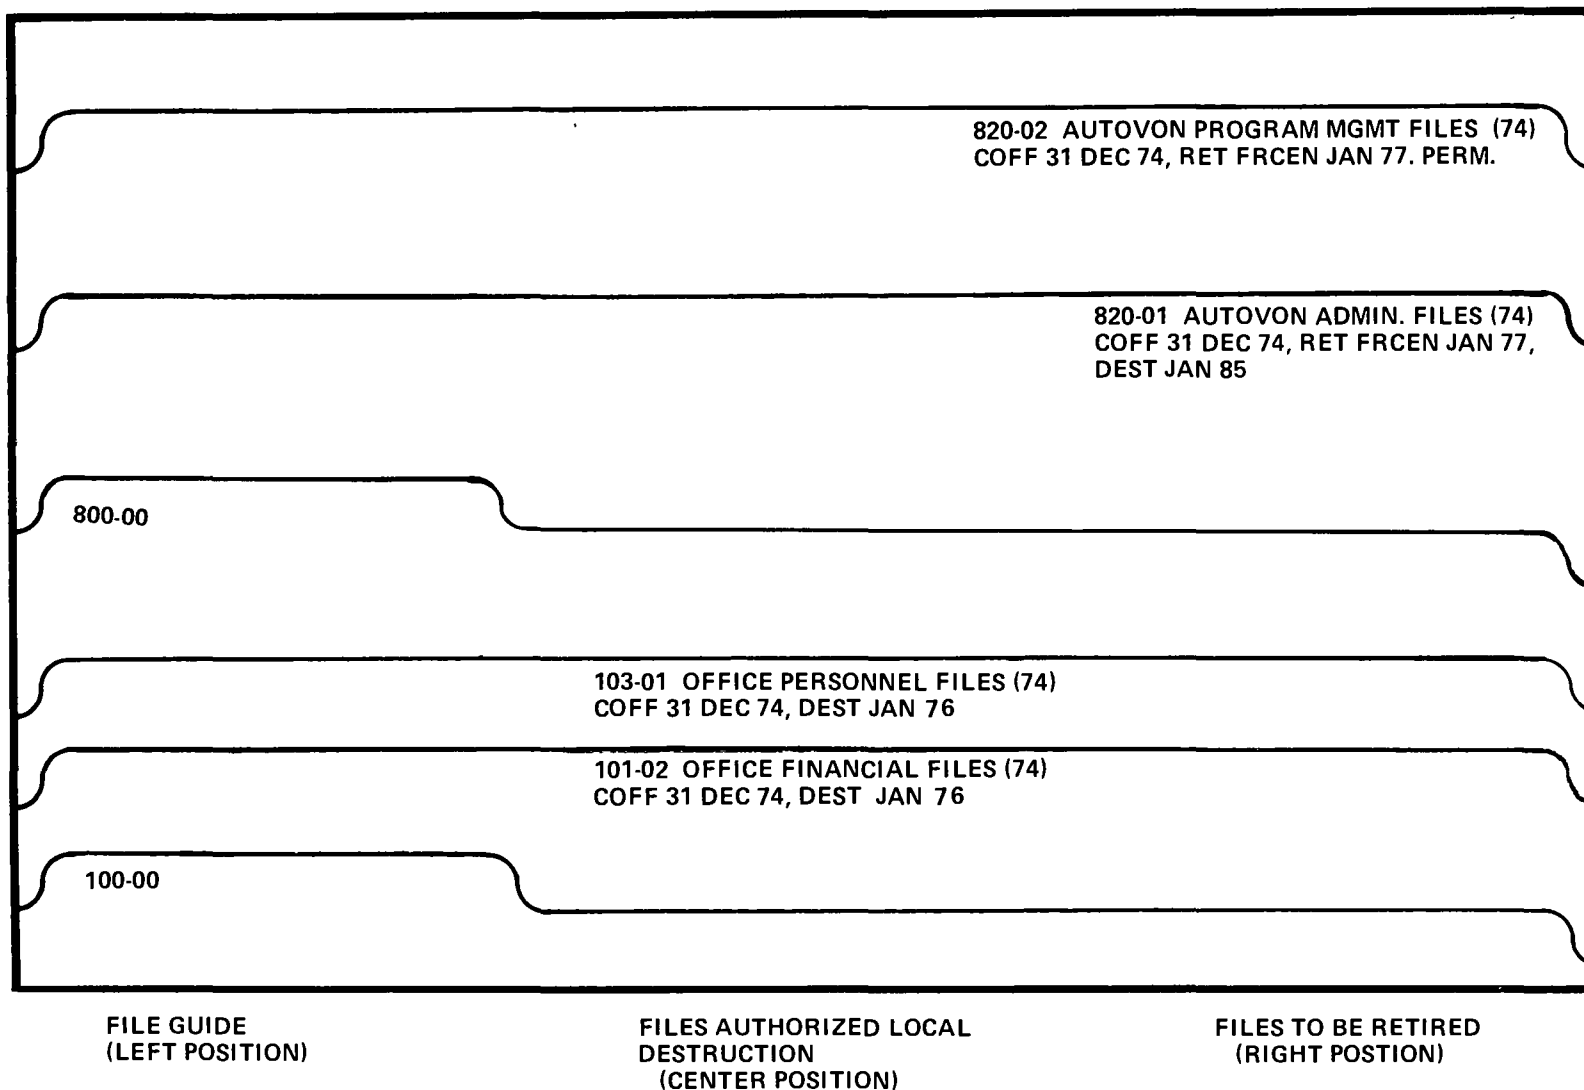 820-02 AUTOVON PROGRAM MGMT FILES (74)
COFF 31 DEC 74, RET FRCEN JAN 77. PERM.
820-01 AUTOVON ADMIN. FILES (74)
COFF 31 DEC 74, RET FRCEN JAN 77,
DEST JAN 85
800-00
103-01 OFFICE PERSONNEL FILES (74)
COFF 31 DEC 74, DEST JAN 76
101-02 OFFICE FINANCIAL FILES (74)
COFF 31 DEC 74, DEST JAN 76
100-00
FILE GUIDE
(LEFT POSITION)
FILES AUTHORIZED LOCAL
DESTRUCTION
(CENTER POSITION)
FILES TO BE RETIRED
(RIGHT POSTION)